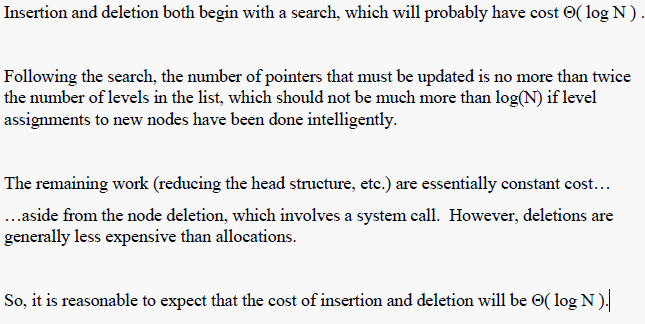 Insertion and deletion both begin with a search, which will probably have cost Θ( log N ) .
Following the search, the number of pointers that must be updated is no more than twice
the number of levels in the list, which should not be much more than log(N) if level
assignments to new nodes have been done intelligently.
The remaining work (reducing the head structure, etc.) are essentially constant cost…
…aside from the node deletion, which involves a system call.  However, deletions are
generally less expensive than allocations.
So, it is reasonable to expect that the cost of insertion and deletion will be Θ( log N ).